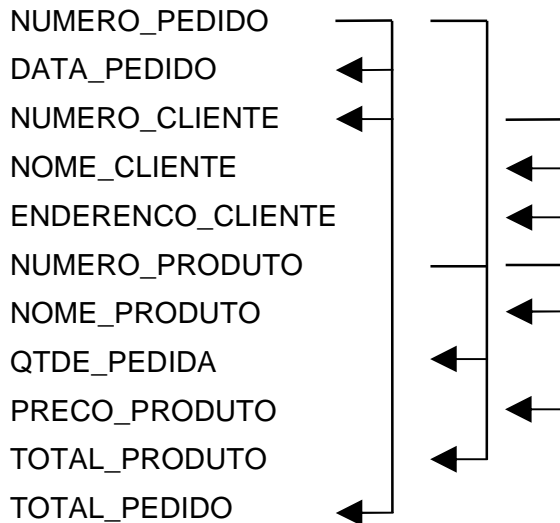 NUMERO_PEDIDO
DATA_PEDIDO
NUMERO_CLIENTE
NOME_CLIENTE
ENDERENCO_CLIENTE
NUMERO_PRODUTO
NOME_PRODUTO
QTDE_PEDIDA
PRECO_PRODUTO
TOTAL_PRODUTO
TOTAL_PEDIDO